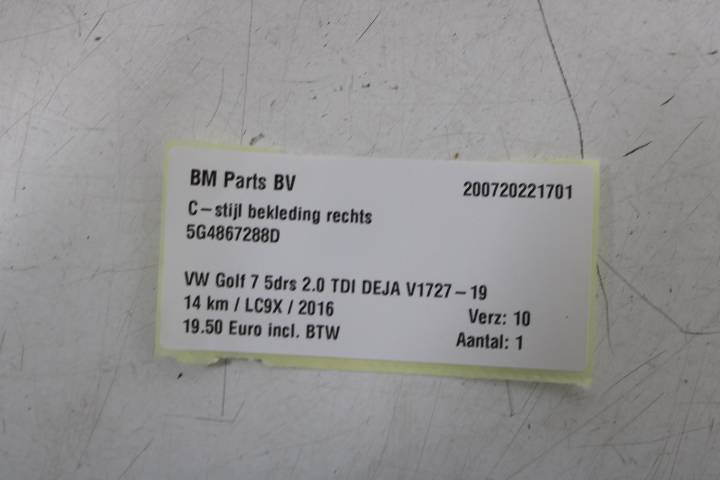 BM Parts BV 200720221701
C-stijl bekleding rechts
5G4867288D
VW Golf 7 5drs 2.0 TDI DEJA V1727-19
14 km / LC9X / 2016 Verz: 10
19.50 Euro incl. BTW Aantal: 1